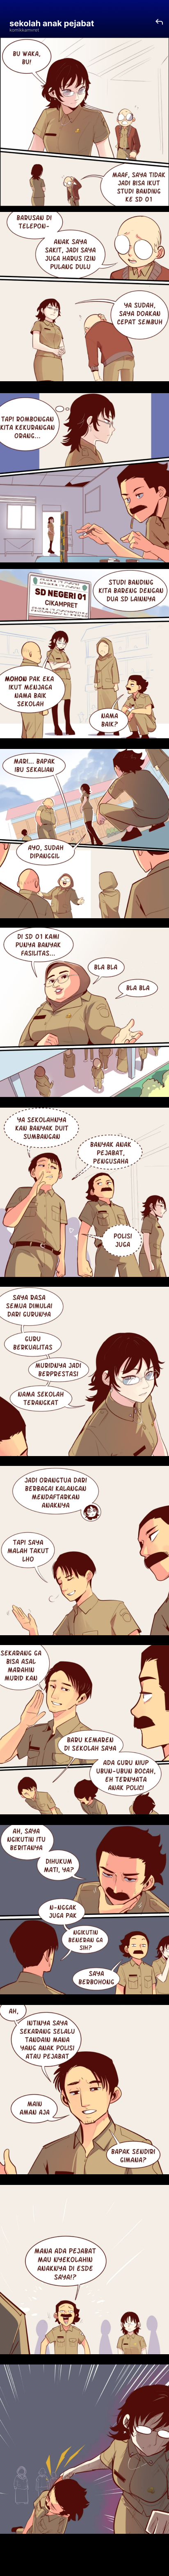 sekolah anak pejabat
komikkamvret
BU WAKA,
BU!
MAAF, SAYA TIDAK
JADI BISA IKUT
STUDI BANDING
KE SD 01
BARUSAN DI
TELEPON-
ANAK SAYA
SAKIT, JADI SAYA
JUGA HARUS IZIN
PULANG DULU
YA SUDAH,
SAYA DOAKAN
CEPAT SEMBUH
TAPI ROMBONGAN
KITA KEKURANGAN
ORANG...
SD NEGERI 01
CIKAMPRET
STUDI BANDING
KITA BARENG DENGAN
DUA SD LAINNYA
MOHON PAK EKA
IKUT MENJAGA
NAMA BAIK
SEKOLAH
NAMA
BAIK?
MARI... BAPAK
IBU SEKALIAN
AYO, SUDAH
DIPANGGIL
DI SD 01 KAMI
PUNYA BANYAK
FASILITAS...
BLA BLA
BLA BLA
YA SEKOLAHNYA
KAN BANYAK DUIT
SUMBANGAN
BANYAK ANAK
PEJABAT,
PENGUSAHA
POLISI
JUGA
SAYA RASA
SEMUA DIMULAI
DARI GURUNYA
GURU
BERKUALITAS
MURIDNYA JADI
BERPRESTASI
NAMA SEKOLAH
TERANGKAT
JADI ORANGTUA DARI
BERBAGAI KALANGAN
MENDAFTARKAN
ANAKNYA
TAPI SAYA
MALAH TAKUT
LHO
SEKARANG GA
BISA ASAL
MARAHIN
MURID KAN
BARU KEMAREN
DI SEKOLAH SAYA
ADA GURU NIUP
UBUN-UBUN BOCAH,
EH TERNYATA
ANAK POLICI
AH, SAYA
NGIKUTIN ITU
BERITANYA
DIHUKUM
MATI, YA?
N-NGGAK
JUGA PAK
NGIKUTIN
BENERAN GA
SIH?
SAYA
BERBOHONG
AH,
INTINYA SAYA
SEKARANG SELALU
TANDAIN MANA
YANG ANAK POLISI
ATAU PEJABAT
MAIN
AMAN AJA
BAPAK SENDIRI
GIMANA?
MANA ADA PEJABAT
MAU NYEKOLAHIN
ANAKNYA DI ESDE
SAYA!?